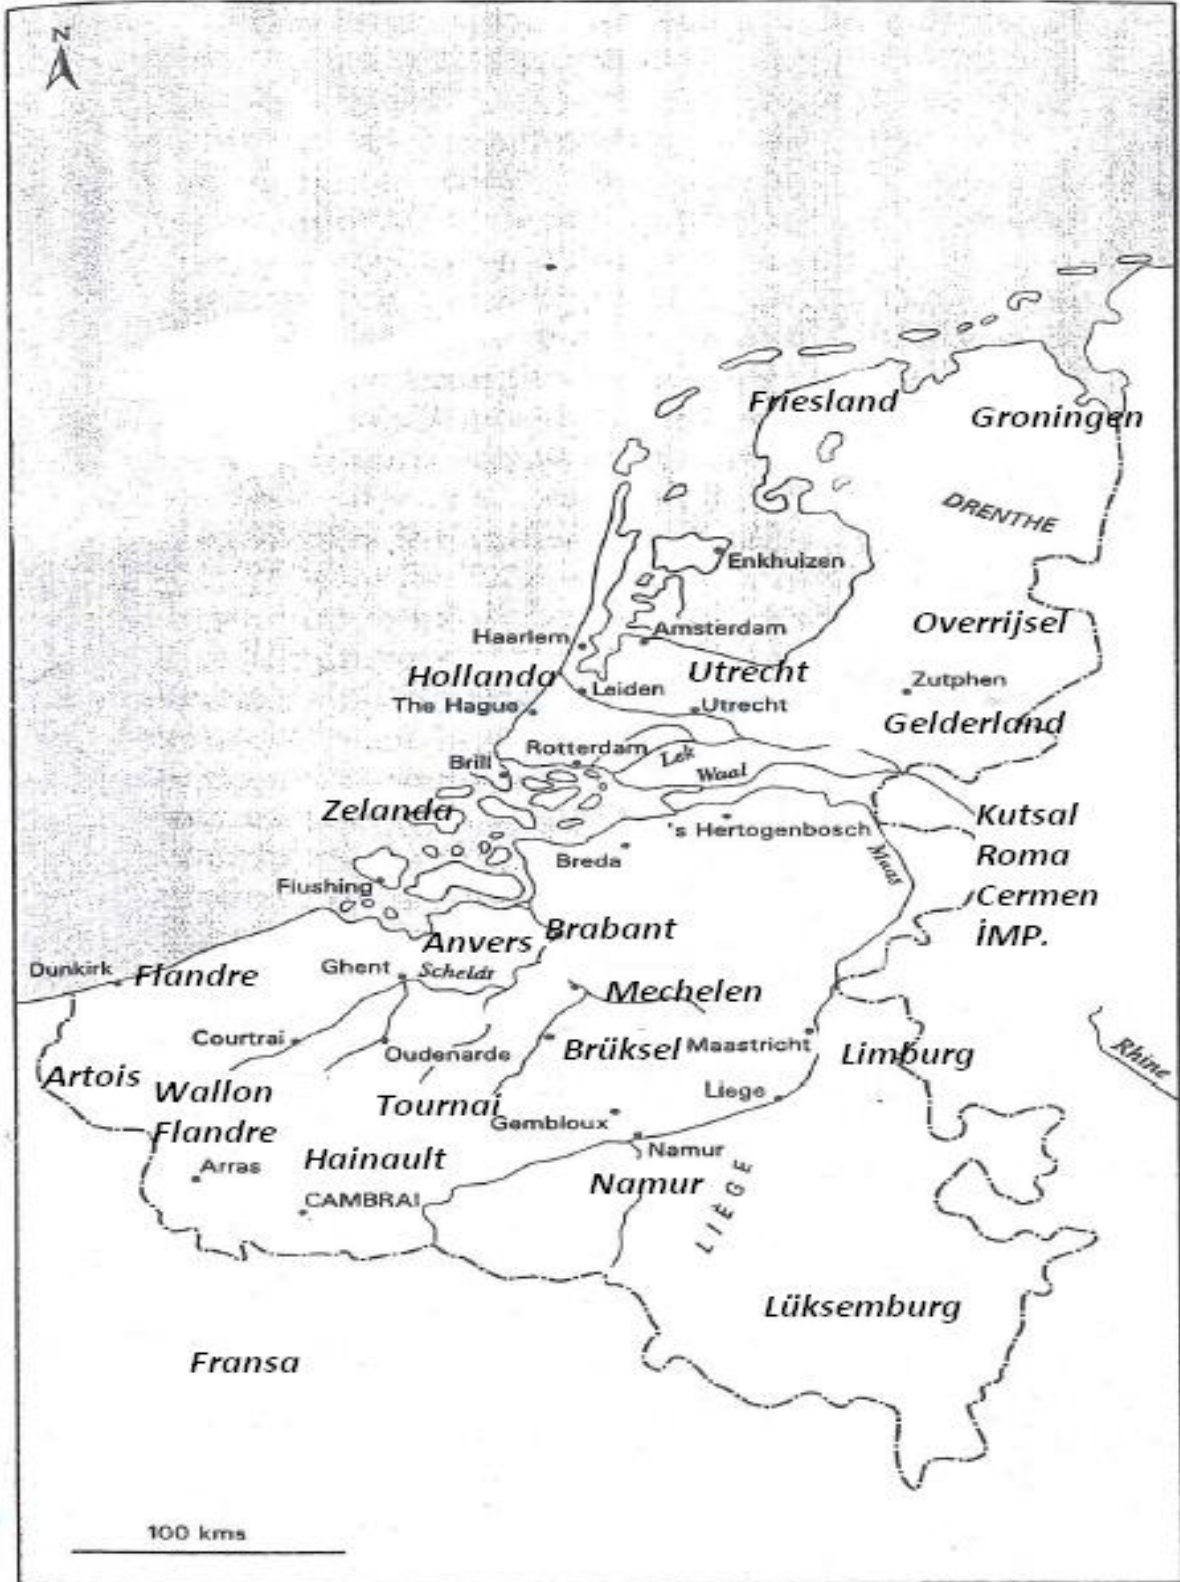 N
Friesland
Groningen
DRENTHE
Enkhuizen
Overrijsel
Haarlem
Amsterdam
Hollanda
Utrecht
Leiden
Zutphen
The Hague
Utrecht
Gelderland
Rotterdam
Lek
Brill
Waal
Zelanda
Kutsal
's Hertogenbosch
Roma
Breda
Maas
Flushing
Cermen
Anvers
Brabant
İMP.
Dunkirk
Flandre
Ghent
Scheldt
Mechelen
Courtrai
Oudenarde
Brüksel
Maastricht
Limburg
Rhine
Artois
Wallon
Flandre
Tournai
Liege
Gembloux
Hainault
Namur
Arras
Namur
LIÈGE
CAMBRAI
Lüksemburg
Fransa
100 kms